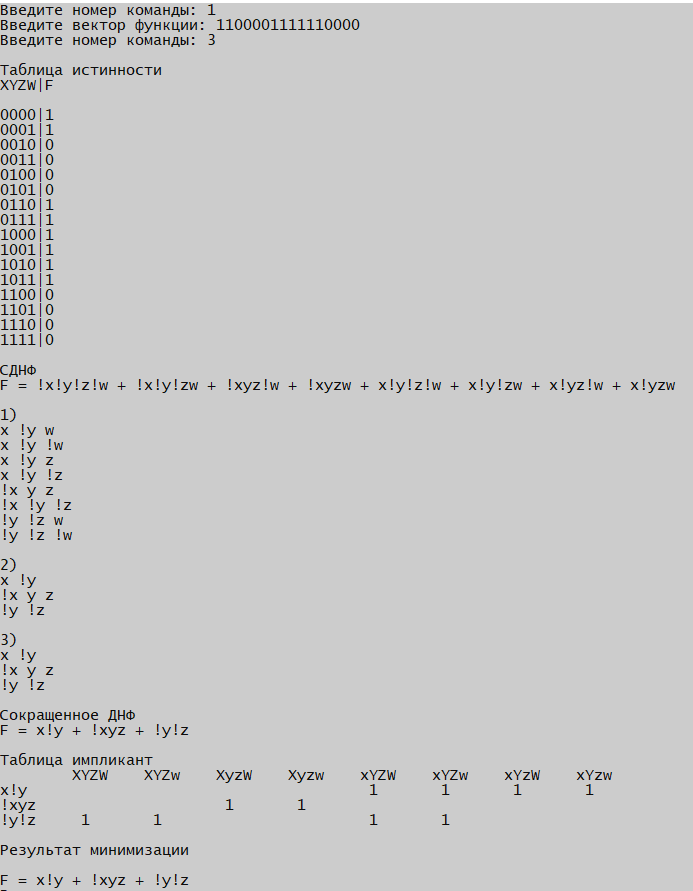 Введите номер команды: 1
Введите вектор функции: 1100001111110000
Введите номер команды: 3
Таблица истинности
XYZW|F
0000|1
0001|1
0010|0
0011|0
0100|0
0101|0
0110|1
0111|1
1000|1
1001|1
1010|1
1011|1
1100|0
1101|0
1110|0
1111|0
СДНФ
F = !x!y!z!w + !x!y!zw + !xyz!w + !xyzw + x!y!z!w + x!y!zw + x!yz!w + x!yzw
1)
x !y w
x !y !w
x !y z
x !y !z
!x y z
!x !y !z
!y !z w
!y !z !w
2)
x !y
!x y z
!y !z
3)
x !y
!x y z
!y !z
Сокращенное ДНФ
F = x!y + !xyz + !y!z
Таблица импликант
XYZW XYZw XyzW Xyzw xYZW xYZw xYzW xYzw
x!y 1 1 1 1
!xyz 1 1
!y!z 1 1 1 1
Результат минимизации
F = x!y + !xyz + !y!z